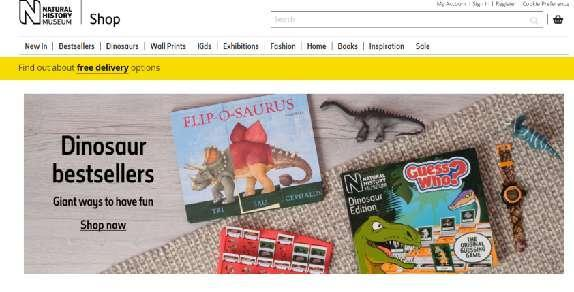 NATURAL
HISTORY
MUSEUM
Shop
My Account
Sign In
Register
Cookie Preference
Search
New In
Bestsellers
Dinosaurs
Wall Prints
Kids
Exhibitions
Fashion
Home
Books
Inspiration
Sale
Find out about free delivery options
Dinosaur
bestsellers
Giant ways to have fun
Shop now
FLIP-O-SAURUS
TRI
SAU
CEPHALIN
NATURAL
HISTORY
MUSEUM
Guess
Who?
Dinosaur
Edition
THE
ORIGINAL
GUESSING
GAME